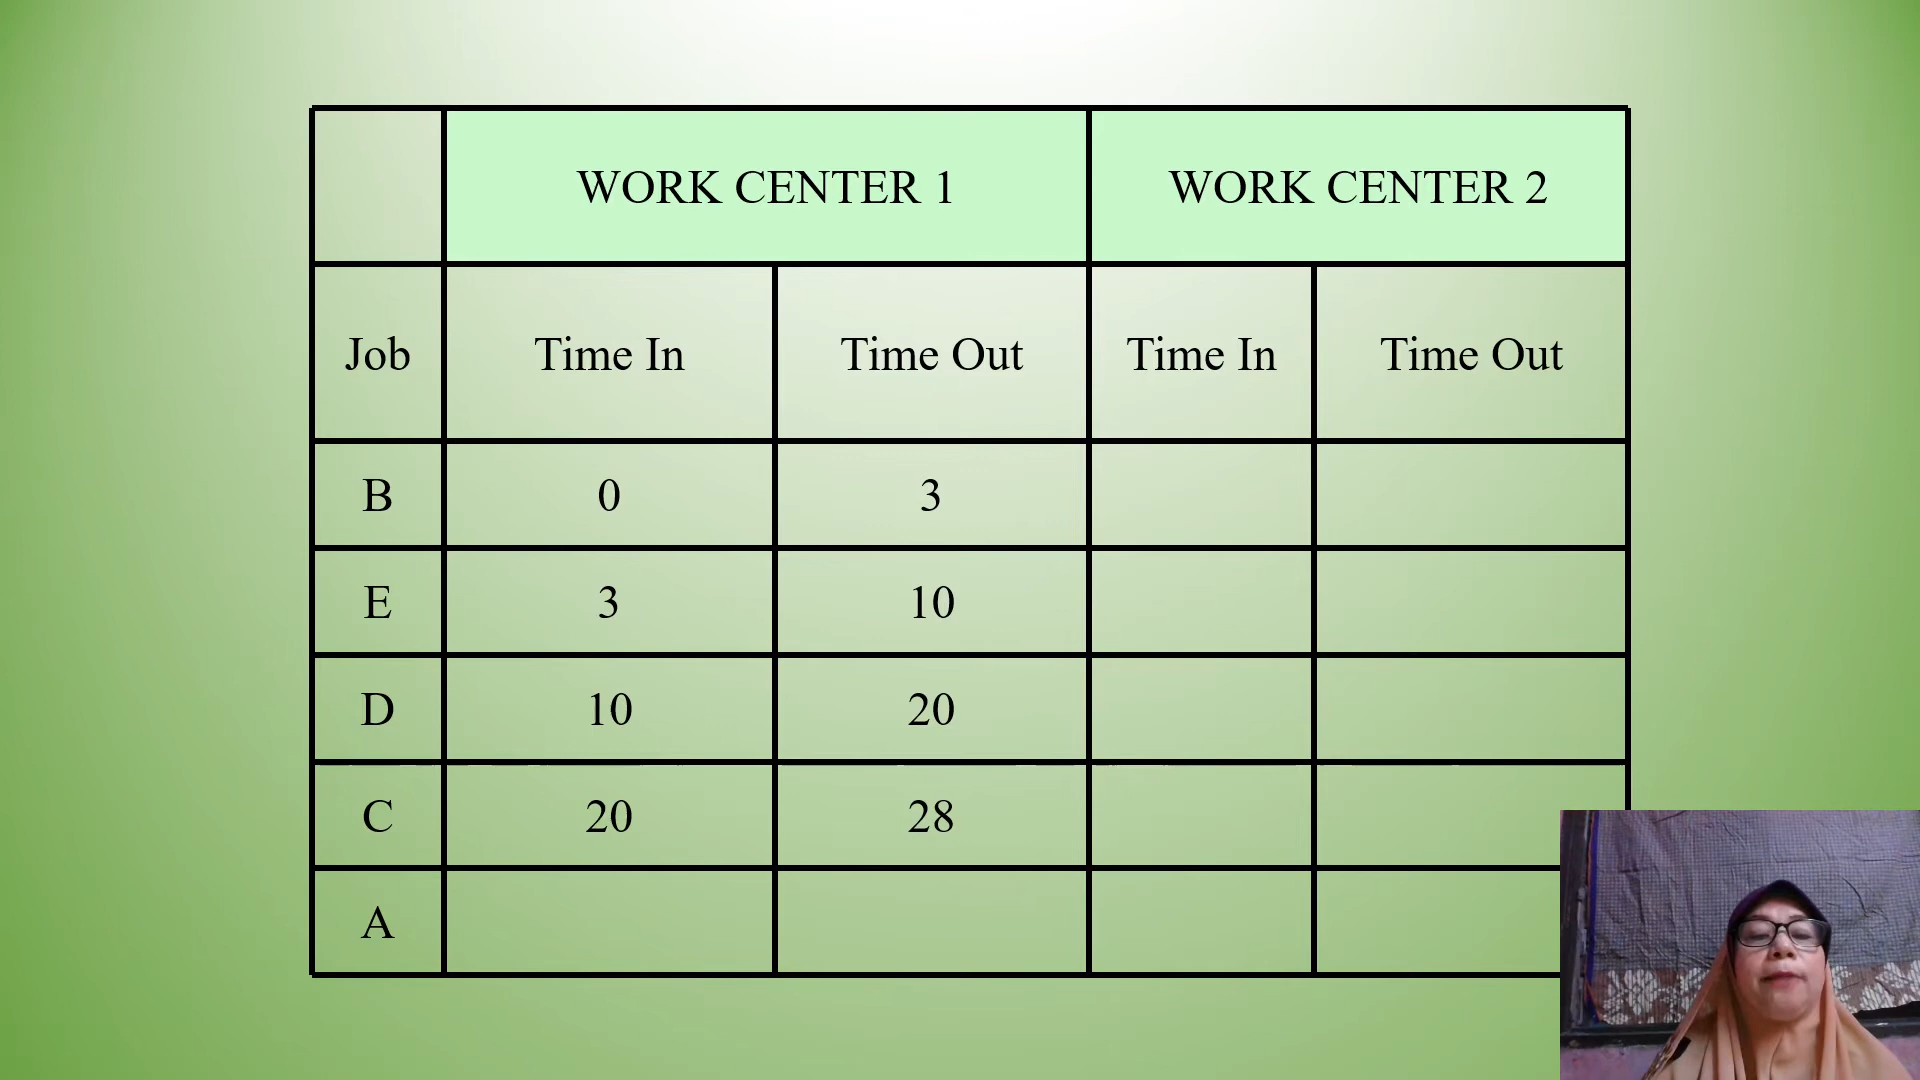 WORK CENTER 1 WORK CENTER 2
Job Time In Time Out Time In Time Out
B 0 3
E 3 10
D 10 20
C 20 28
A